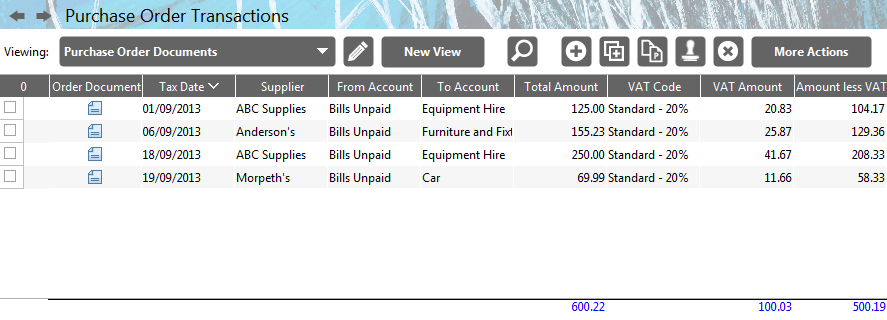 Purchase Order Transactions
Viewing: Purchase Order Documents New View More Actions
0 Order Document Tax Date Supplier From Account To Account Total Amount VAT Code VAT Amount Amount less VAT
01/09/2013 ABC Supplies Bills Unpaid Equipment Hire 125.00 Standard - 20% 20.83 104.17
06/09/2013 Anderson's Bills Unpaid Furniture and Fixt 155.23 Standard - 20% 25.87 129.36
18/09/2013 ABC Supplies Bills Unpaid Equipment Hire 250.00 Standard - 20% 41.67 208.33
19/09/2013 Morpeth's Bills Unpaid Car 69.99 Standard - 20% 11.66 58.33
600.22 100.03 500.19